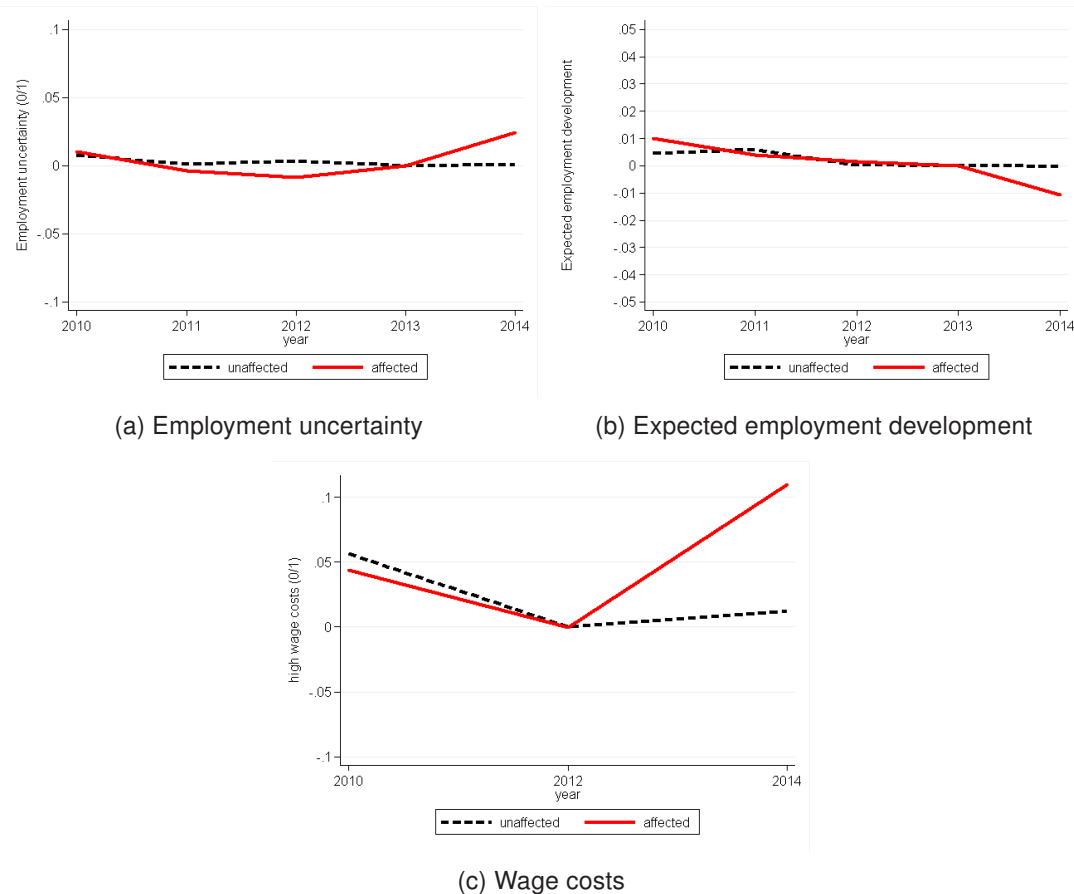 Employment uncertainty (0/1)
.1
.05
0
-.05
-.1
2010 2011 2012 2013 2014
year
unaffected affected
(a) Employment uncertainty
Expected employment development
.05
.04
.03
.02
.01
0
-.01
-.02
-.03
-.04
-.05
2010 2011 2012 2013 2014
year
unaffected affected
(b) Expected employment development
high wage costs (0/1)
.1
.05
0
-.05
-.1
2010 2012 2014
year
unaffected affected
(c) Wage costs